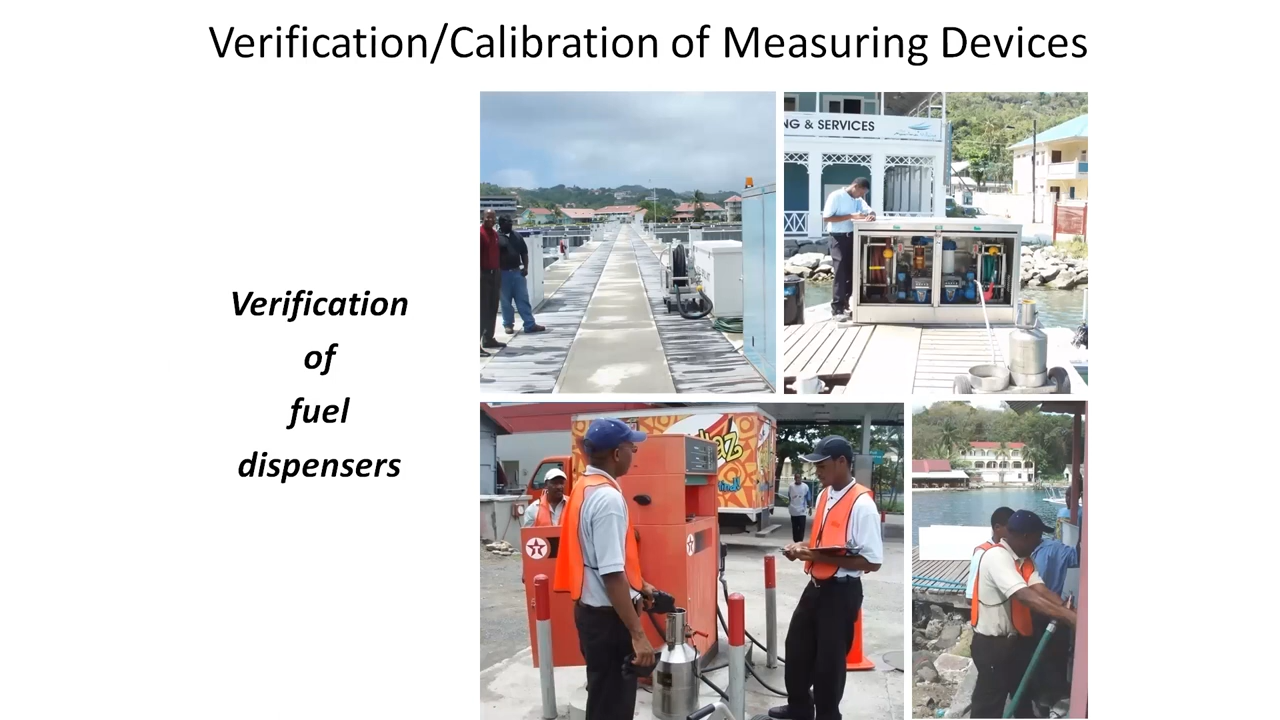 Verification/Calibration of Measuring Devices
Verification
of
fuel
dispensers
NG & SERVICES